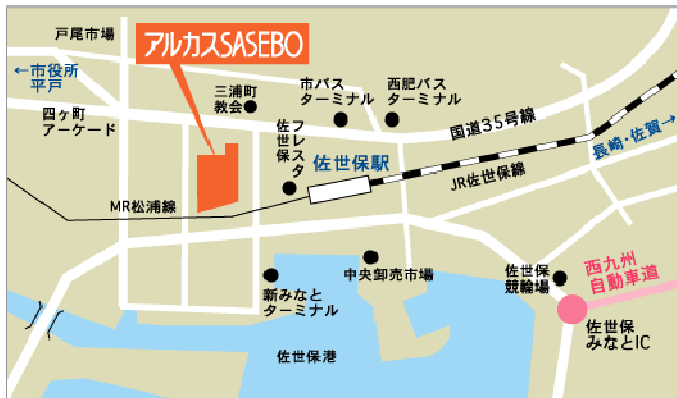 戸尾市場
アルカスSASEBO
←市役所
平戸
三浦町
教会
市バス
ターミナル
西肥バス
ターミナル
四ヶ町
アーケード
フレスタ
佐世保
国道35号線
佐世保駅
長崎・佐賀→
JR佐世保線
MR松浦線
中央卸売市場
新みなと
ターミナル
佐世保
競輪場
西九州
自動車道
佐世保
みなとIC
佐世保港